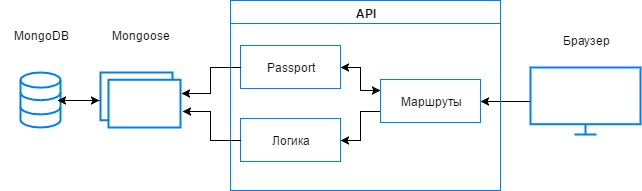 API
MongoDB
Mongoose
Браузер
Passport
Маршруты
Логика